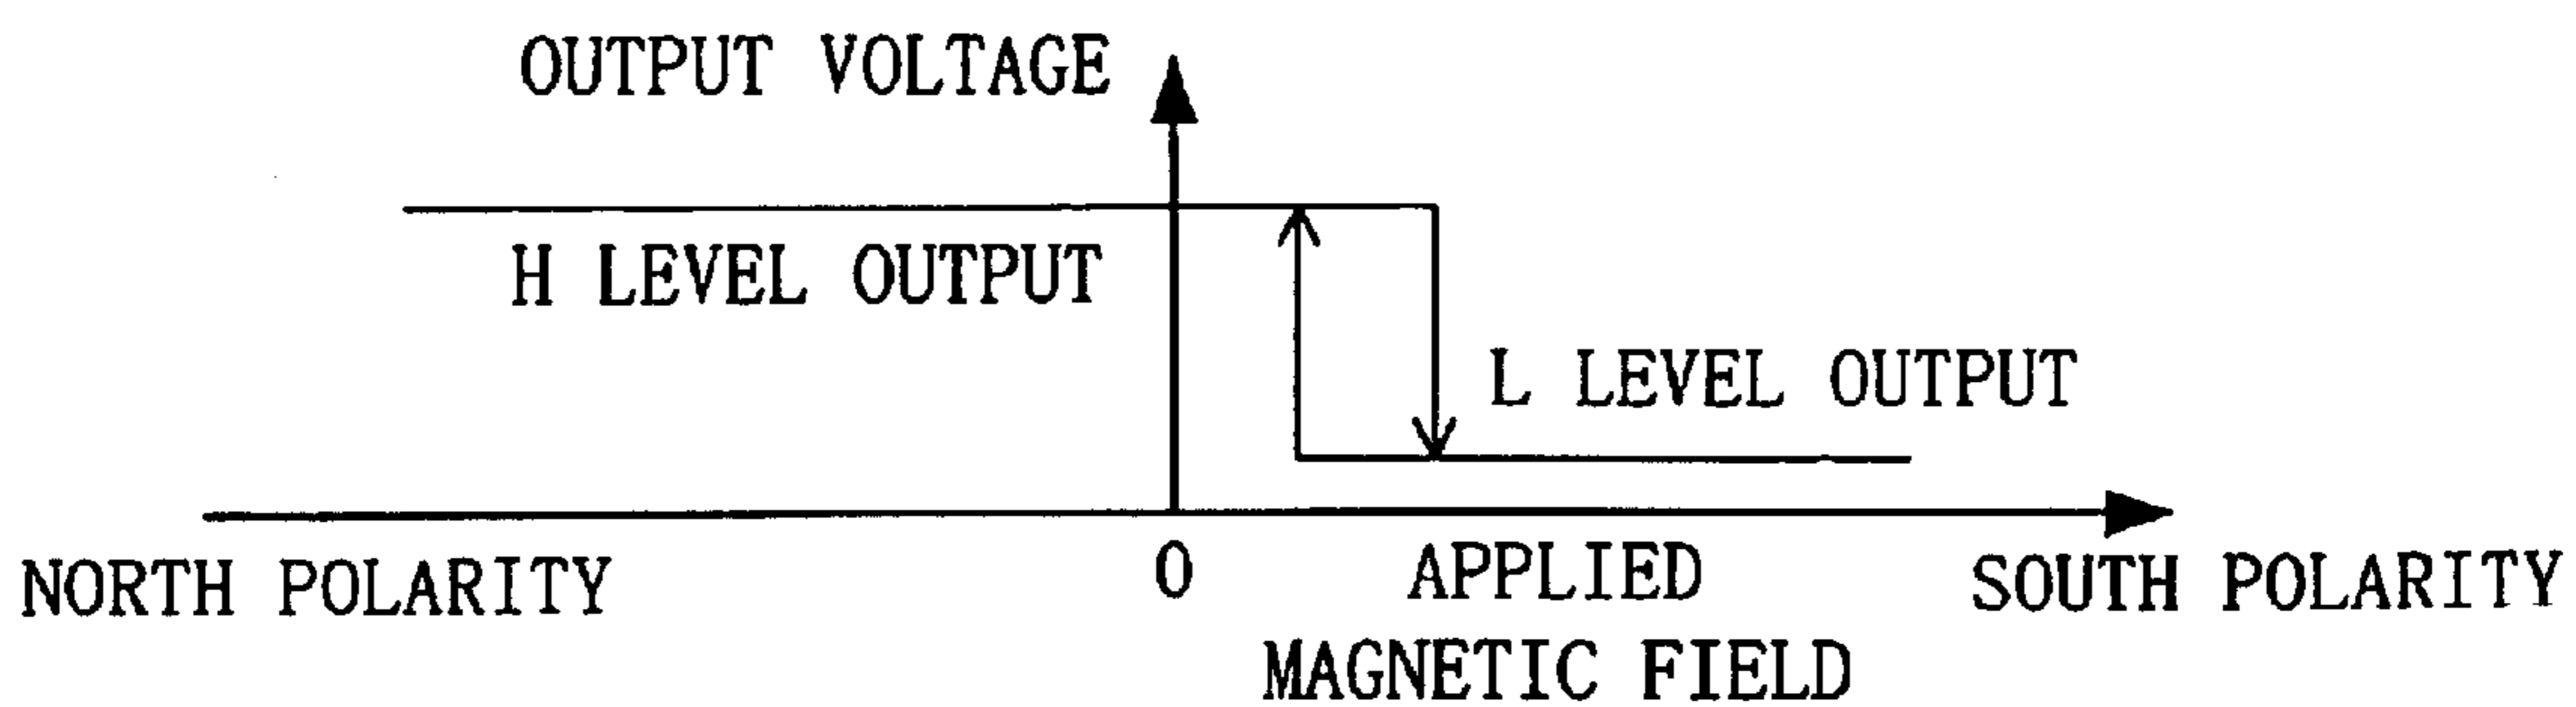 OUTPUT VOLTAGE
H LEVEL OUTPUT
L LEVEL OUTPUT
NORTH POLARITY
0
APPLIED
MAGNETIC FIELD
SOUTH POLARITY